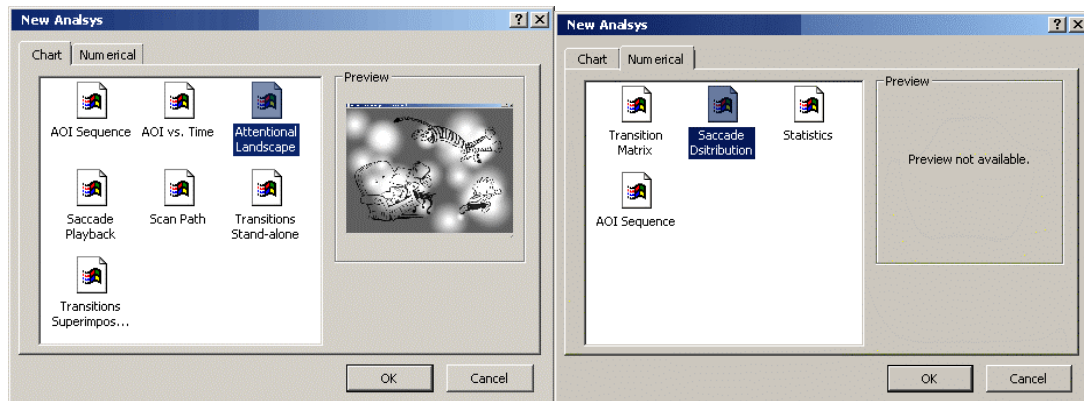 New Analsys
Chart Numerical
AOI Sequence AOI vs. Time Attentional
Landscape
Saccade Scan Path Transitions
Playback Stand-alone
Transitions
Superimpos...
Preview
OK Cancel
New Analsys
Chart Numerical
Transition Saccade Statistics
Matrix Dsitribution
AOI Sequence
Preview
Preview not available.
OK Cancel